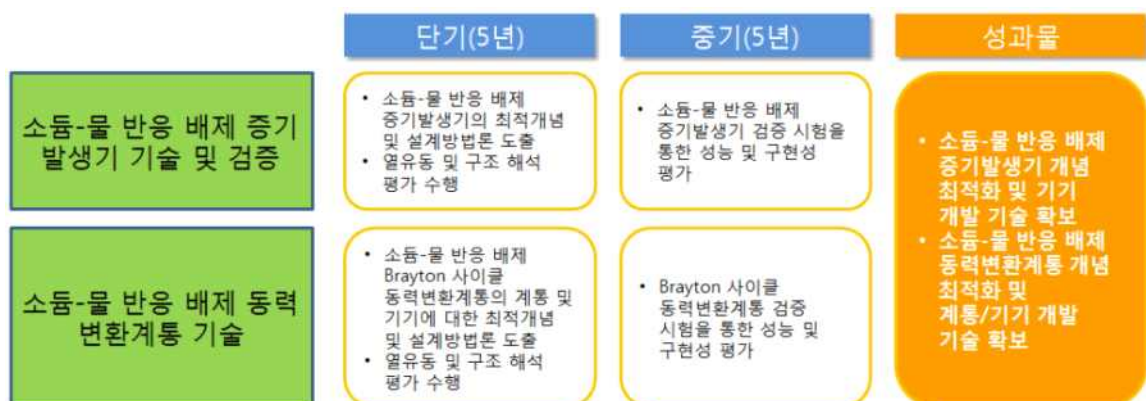 단기(5년)
중기(5년)
성과물
소듐-물 반응 배제 증기
발생기 기술 및 검증
• 소듐-물 반응 배제
증기발생기의 최적개념
및 설계방법론 도출
• 열유동 및 구조 해석
평가 수행
• 소듐-물 반응 배제
증기발생기 검증 시험을
통한 성능 및 구현성
평가
• 소듐-물 반응 배제
증기발생기 개념
최적화 및 기기
개발 기술 확보
• 소듐-물 반응 배제
동력변환계통 개념
최적화 및
계통/기기 개발
기술 확보
소듐-물 반응 배제 동력
변환계통 기술
• 소듐-물 반응 배제
Brayton 사이클
동력변환계통의 계통 및
기기에 대한 최적개념
및 설계방법론 도출
• 열유동 및 구조 해석
평가 수행
• Brayton 사이클
동력변환계통 검증
시험을 통한 성능 및
구현성 평가